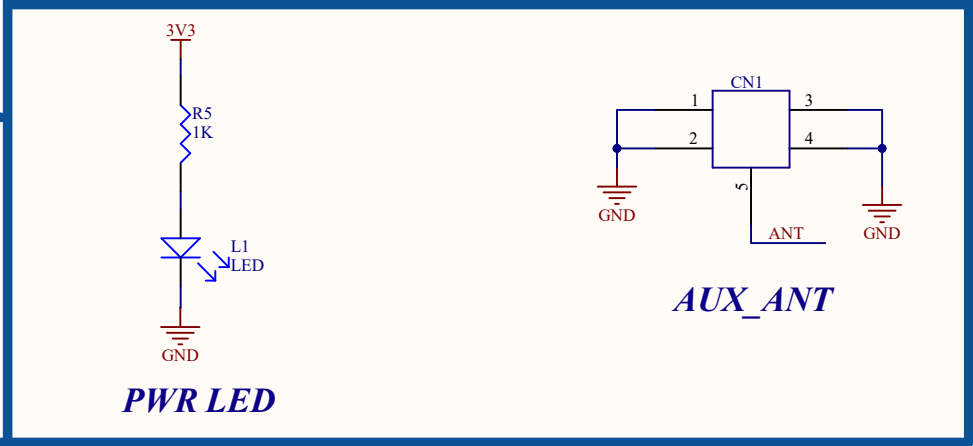 3V3
R5
1K
L1
LED
GND
PWR LED
CN1
1
3
2
4
5
GND
ANT
GND
AUX_ANT